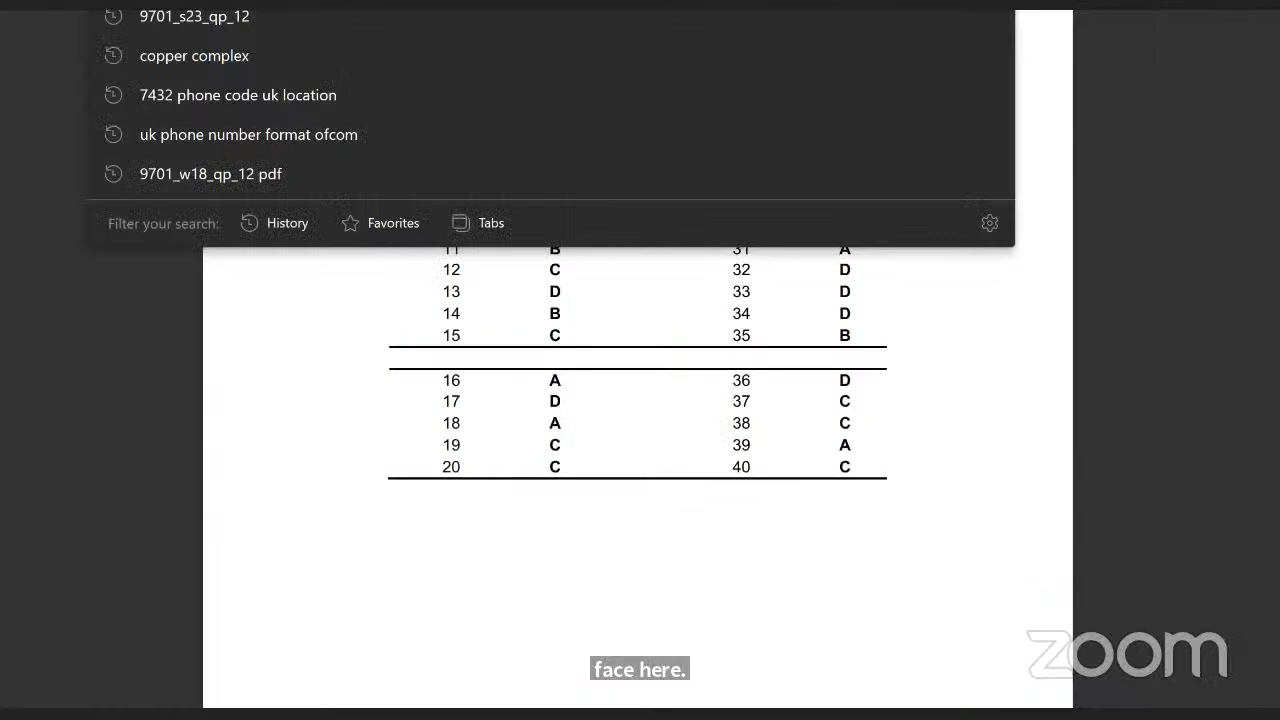 9701_s23_qp_12
copper complex
7432 phone code uk location
uk phone number format ofcom
9701_w18_qp_12 pdf
Filter your search: History Favorites Tabs
11 B 31 A
12 C 32 D
13 D 33 D
14 B 34 D
15 C 35 B
16 A 36 D
17 D 37 C
18 A 38 C
19 C 39 A
20 C 40 C
zoom
face here.